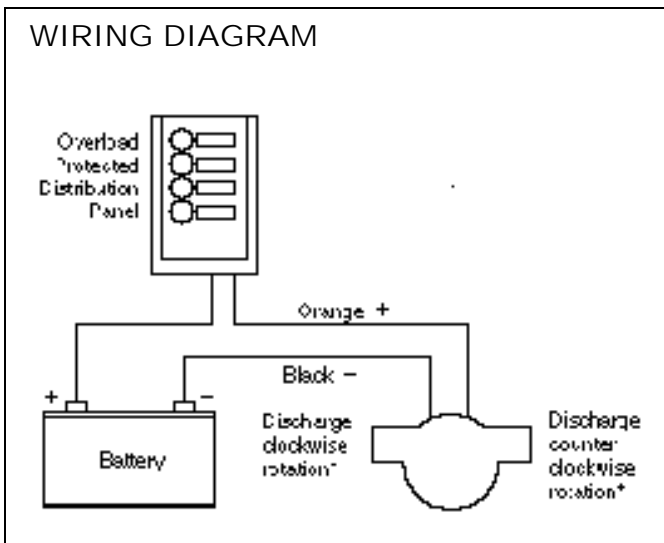 WIRING DIAGRAM
Overload
Protected
Distribution
Panel
Orange +
Black –
+
–
Battery
Discharge
clockwise
rotation*
Discharge
counter
clockwise
rotation*